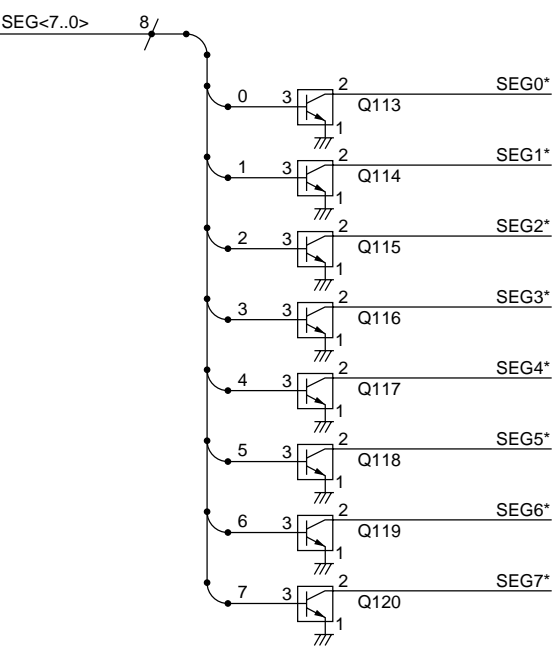 SEG<7..0> 8
2 SEG0*
0 3 Q113
1
2 SEG1*
1 3 Q114
1
2 SEG2*
2 3 Q115
1
2 SEG3*
3 3 Q116
1
2 SEG4*
4 3 Q117
1
2 SEG5*
5 3 Q118
1
2 SEG6*
6 3 Q119
1
2 SEG7*
7 3 Q120
1